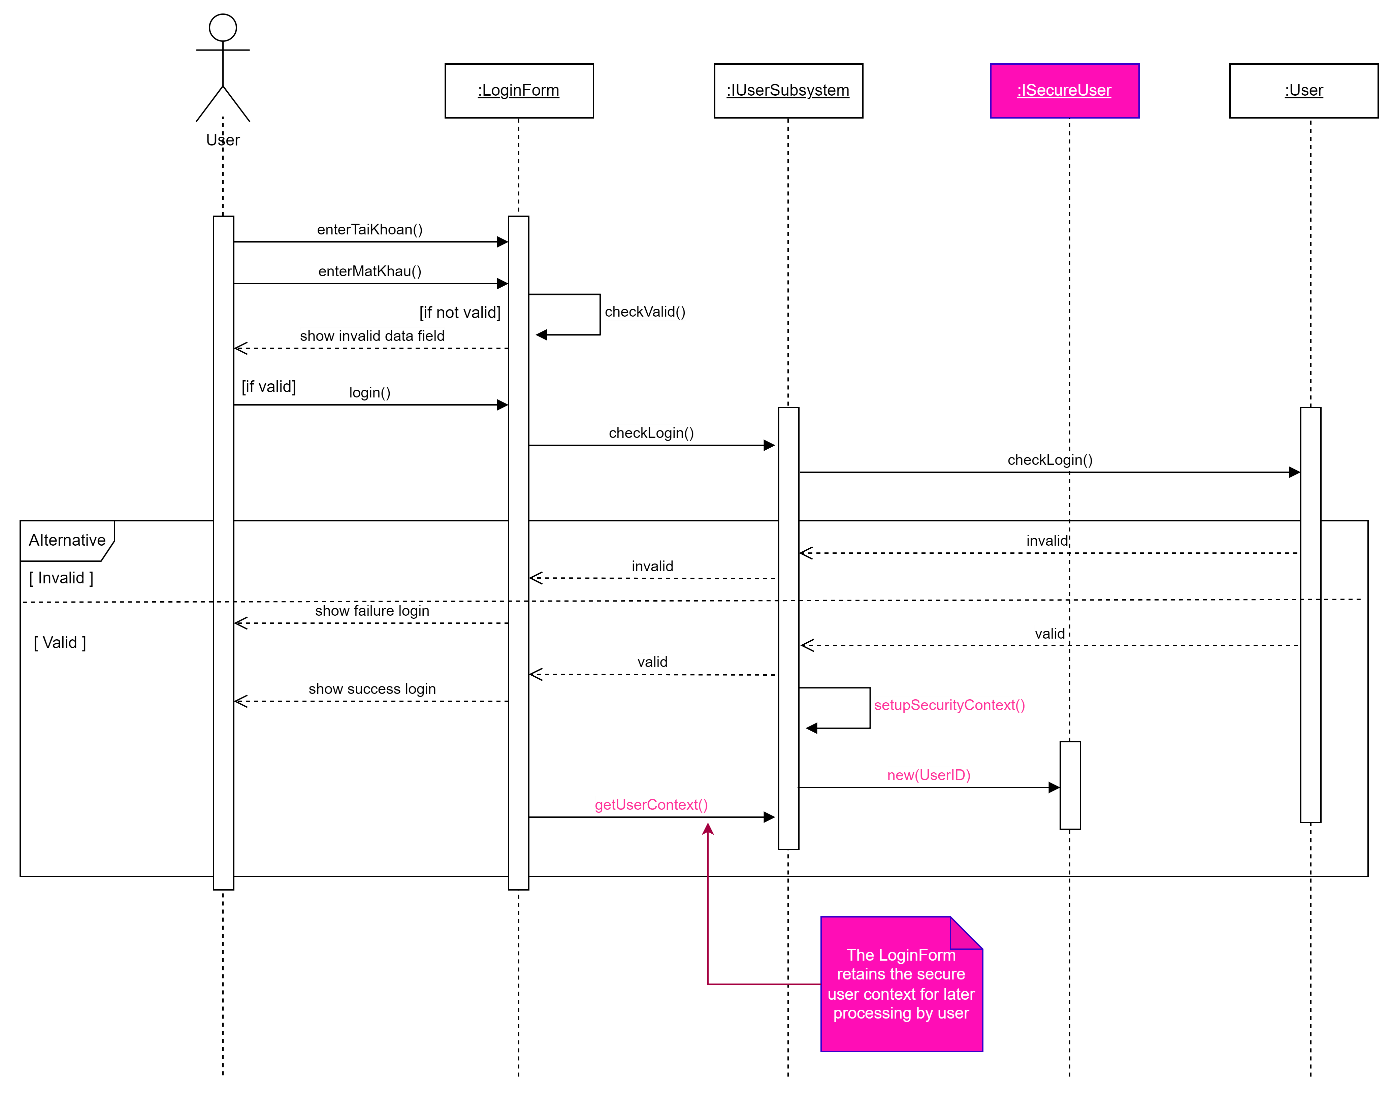 User
:LoginForm
:IUserSubsystem
:ISecureUser
:User
enterTaiKhoan()
enterMatKhau()
[if not valid]
checkValid()
show invalid data field
[if valid]
login()
checkLogin()
checkLogin()
Alternative
invalid
invalid
[ Invalid ]
show failure login
valid
[ Valid ]
valid
show success login
setupSecurityContext()
new(UserID)
getUserContext()
The LoginForm
retains the secure
user context for later
processing by user